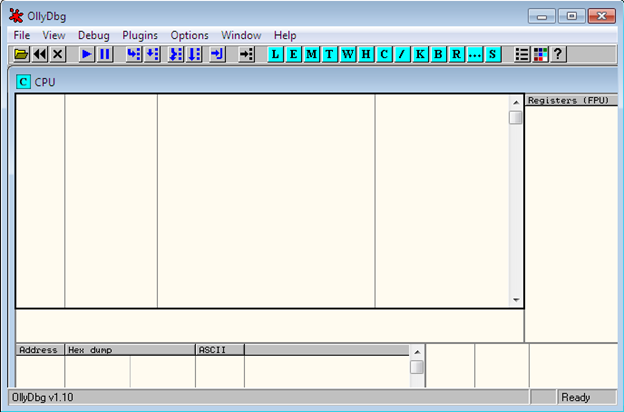 OllyDbg
File View Debug Plugins Options Window Help
L E M T W H C / K B R ... S ?
C CPU
Registers (FPU)
Address Hex dump ASCII
OllyDbg v1.10 Ready